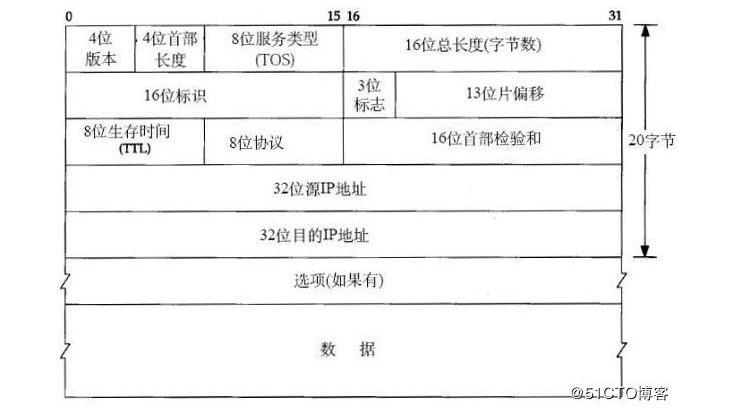 0 15 16 31
4位版本 4位首部长度 8位服务类型(TOS) 16位总长度(字节数)
16位标识 3位标志 13位片偏移
8位生存时间(TTL) 8位协议 16位首部检验和
20字节
32位源IP地址
32位目的IP地址
选项(如果有)
数 据
@51CTO博客